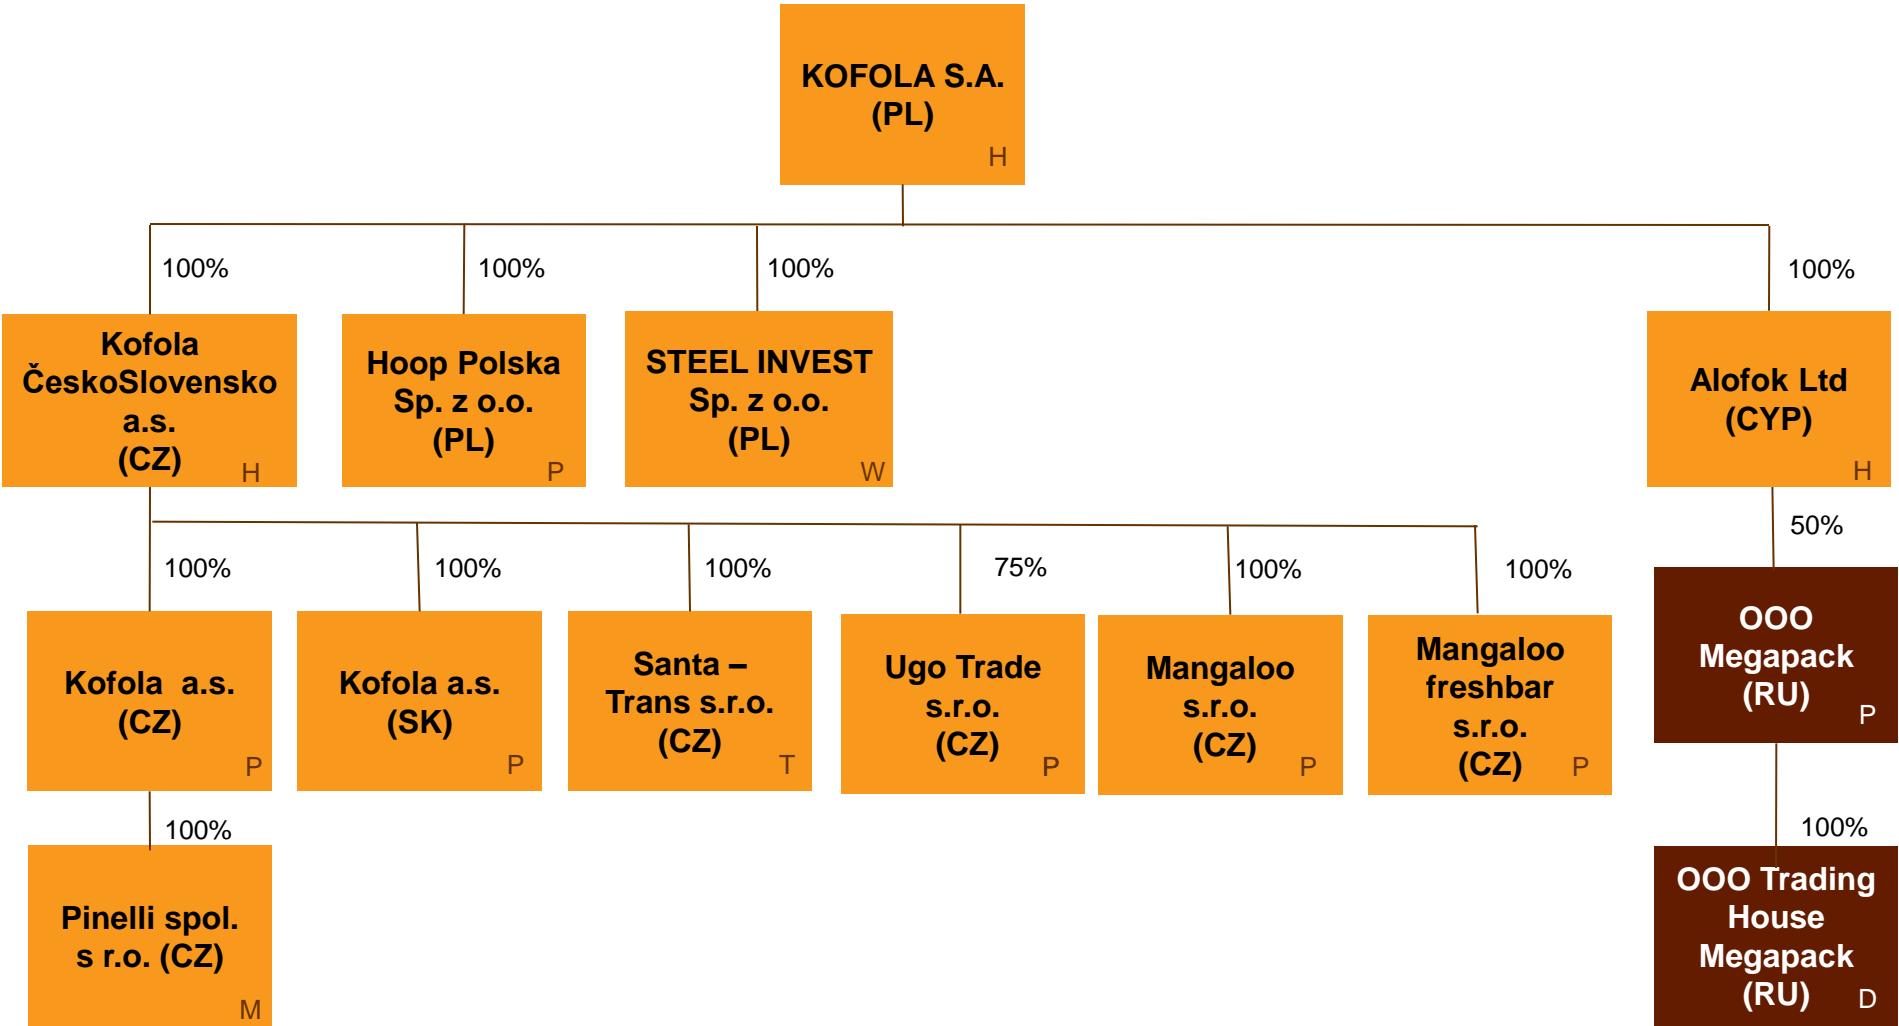 KOFOLA S.A.
(PL)
H
100%
100%
100%
100%
Kofola
ČeskoSlovensko
a.s.
(CZ)
H
Hoop Polska
Sp. z o.o.
(PL)
P
STEEL INVEST
Sp. z o.o.
(PL)
W
Alofok Ltd
(CYP)
H
100%
100%
100%
75%
100%
100%
50%
Kofola a.s.
(CZ)
P
Kofola a.s.
(SK)
P
Santa –
Trans s.r.o.
(CZ)
T
Ugo Trade
s.r.o.
(CZ)
P
Mangaloo
s.r.o.
(CZ)
P
Mangaloo
freshbar
s.r.o.
(CZ)
P
OOO
Megapack
(RU)
P
100%
100%
Pinelli spol.
s r.o. (CZ)
M
OOO Trading
House
Megapack
(RU)
D